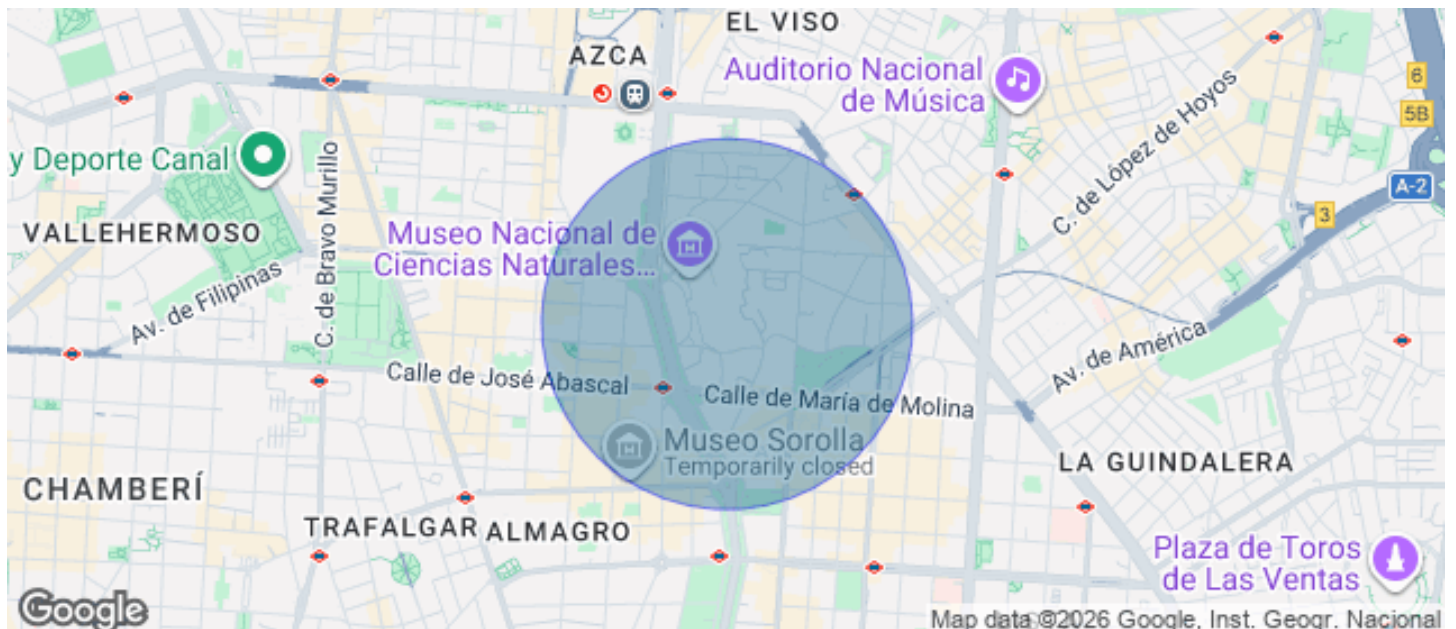 EL VISO
AZCA
Auditorio Nacional
de Música
6
5B
C. de López de Hoyos
y Deporte Canal
A-2
C. de Bravo Murillo
3
VALLEHERMOSO
Museo Nacional de
Ciencias Naturales...
Av. de Filipinas
Av. de América
Calle de José Abascal
Calle de María de Molina
Museo Sorolla
Temporarily closed
LA GUINDALERA
CHAMBERÍ
TRAFALGAR
ALMAGRO
Plaza de Toros
de Las Ventas
Google
Map data ©2026 Google, Inst. Geogr. Nacional